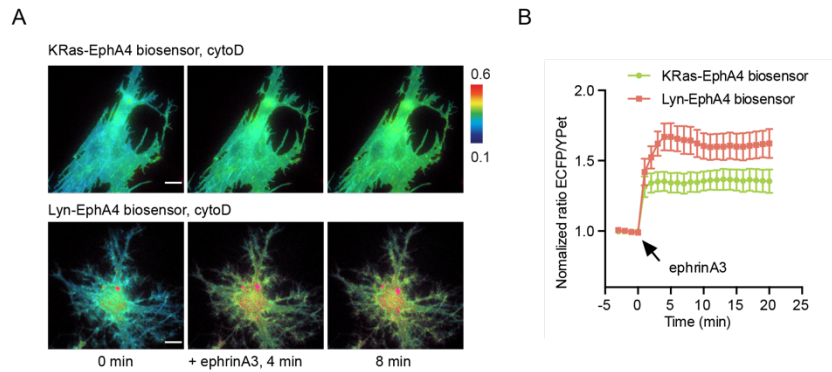 A
KRas-EphA4 biosensor, cytoD
0.6
0.1
Lyn-EphA4 biosensor, cytoD
0 min
+ ephrinA3, 4 min
8 min
B
KRas-EphA4 biosensor
Lyn-EphA4 biosensor
Nomalized ratio ECFP/YPet
2.0
1.5
1.0
ephrinA3
-5 0 5 10 15 20 25
Time (min)